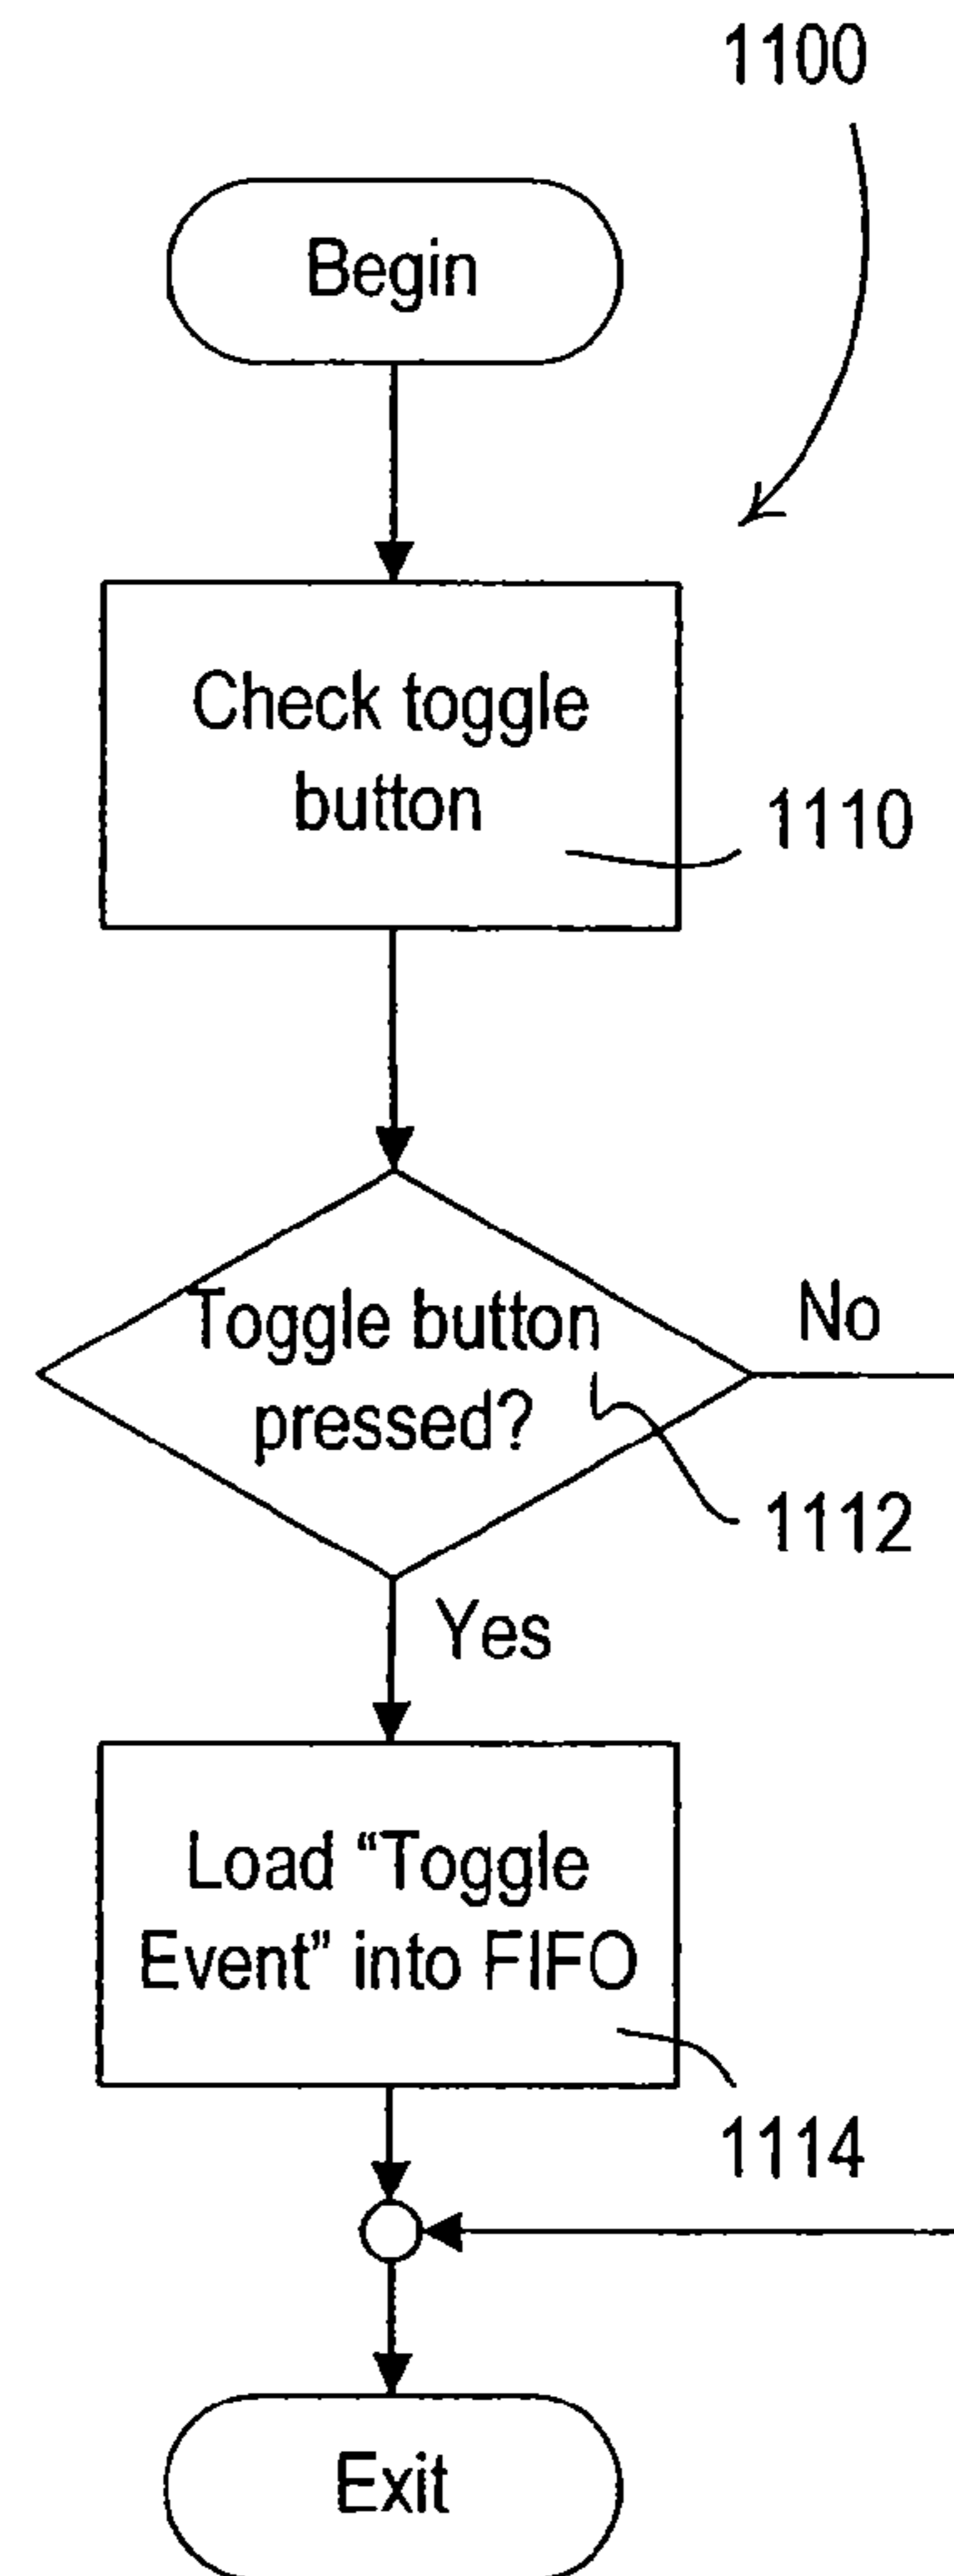 1100
Begin
Check toggle
button
1110
Toggle button
pressed?
No
1112
Yes
Load “Toggle
Event” into FIFO
1114
Exit